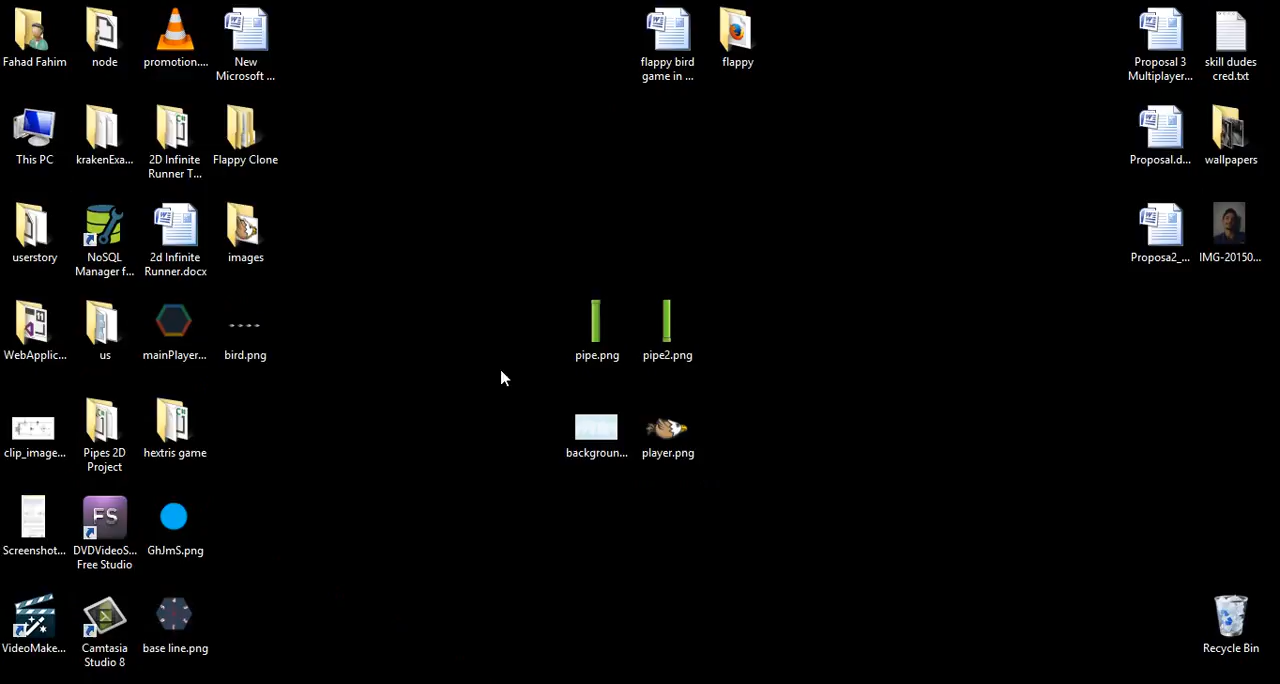 Fahad Fahim
node
promotion....
New
Microsoft ...
flappy bird
game in ...
flappy
Proposal 3
Multiplayer...
skill dudes
cred.txt
This PC
krakenExa...
2D Infinite
Runner T...
Flappy Clone
Proposal.d...
wallpapers
userstory
NoSQL
Manager f...
2d Infinite
Runner.docx
images
Proposa2_...
IMG-20150...
WebApplic...
us
mainPlayer...
bird.png
pipe.png
pipe2.png
clip_image...
Pipes 2D
Project
hextris game
backgroun...
player.png
Screenshot...
FS
DVDVideoS...
Free Studio
GhJmS.png
VideoMake...
Camtasia
Studio 8
base line.png
Recycle Bin